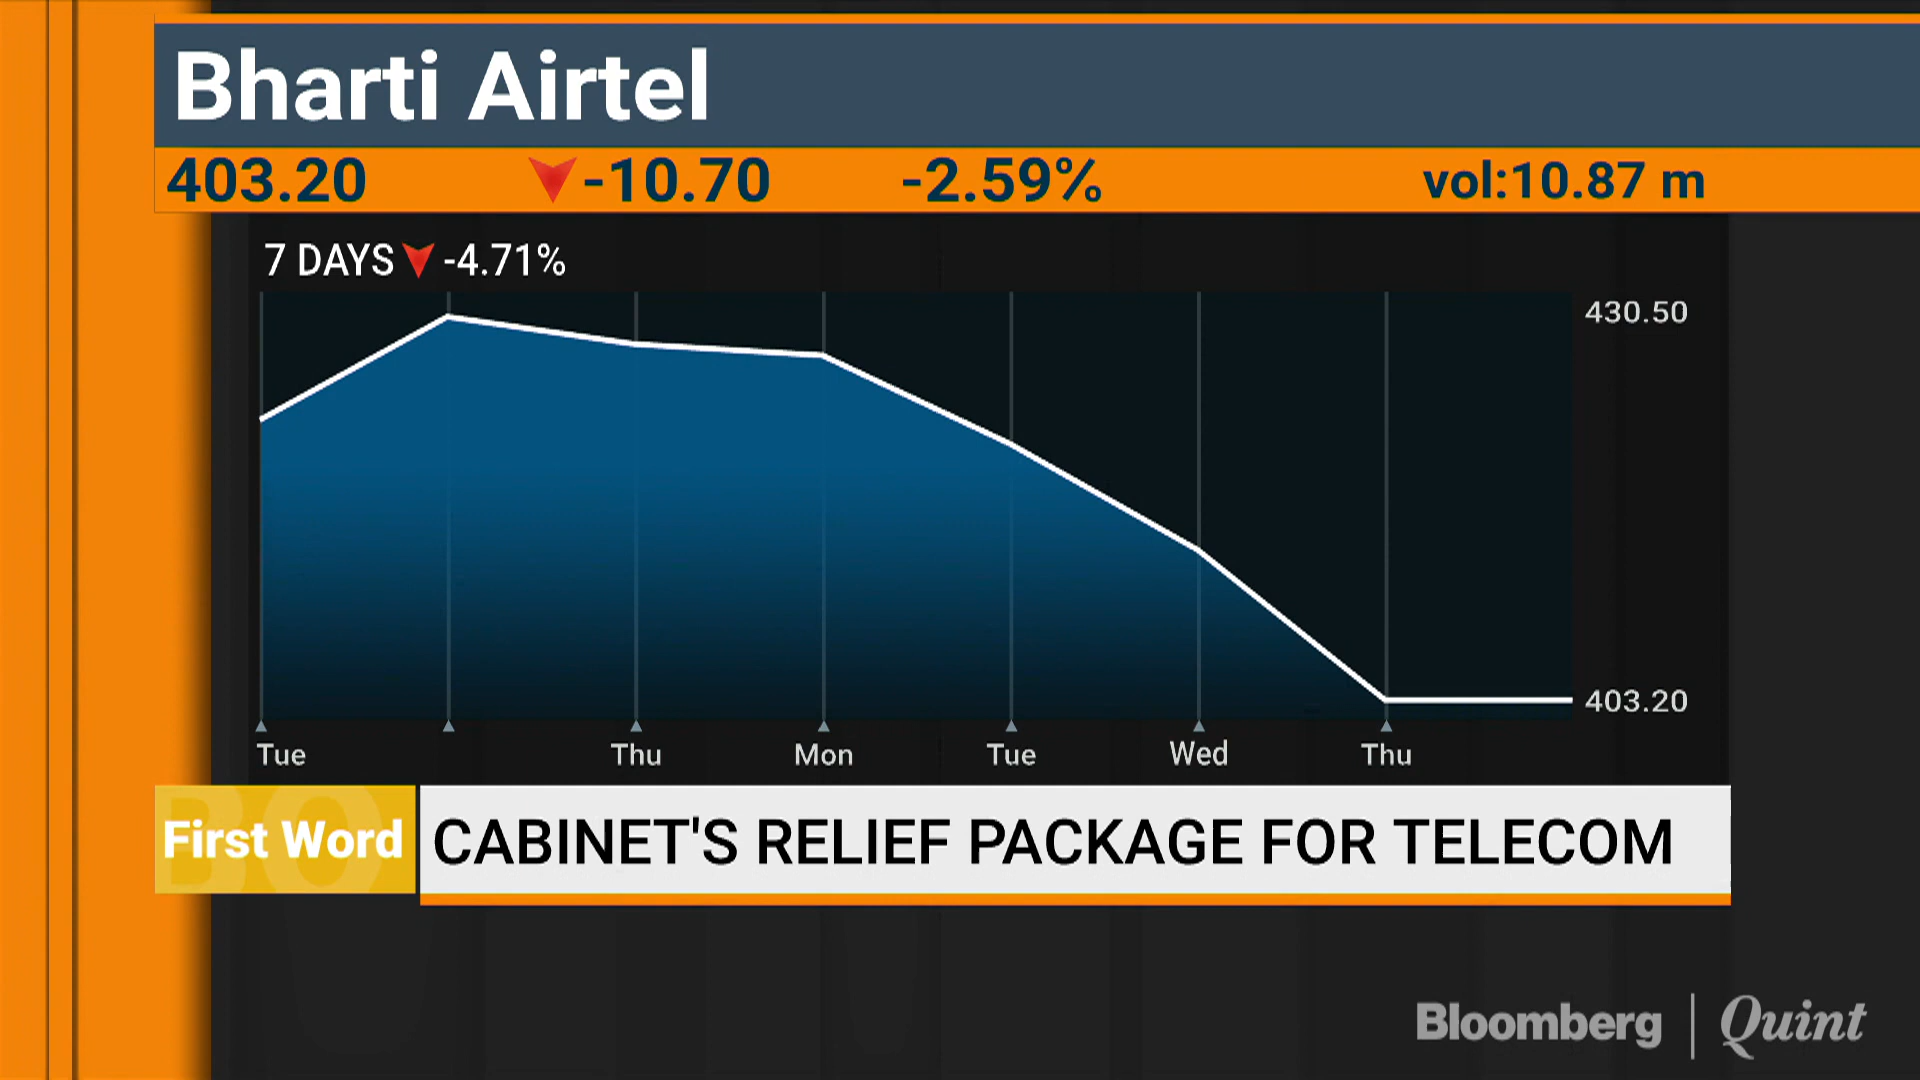 Bharti Airtel
403.20 -10.70 -2.59% vol:10.87 m
7 DAYS -4.71%
430.50
403.20
Tue Thu Mon Tue Wed Thu
First Word CABINET'S RELIEF PACKAGE FOR TELECOM
Bloomberg | Quint